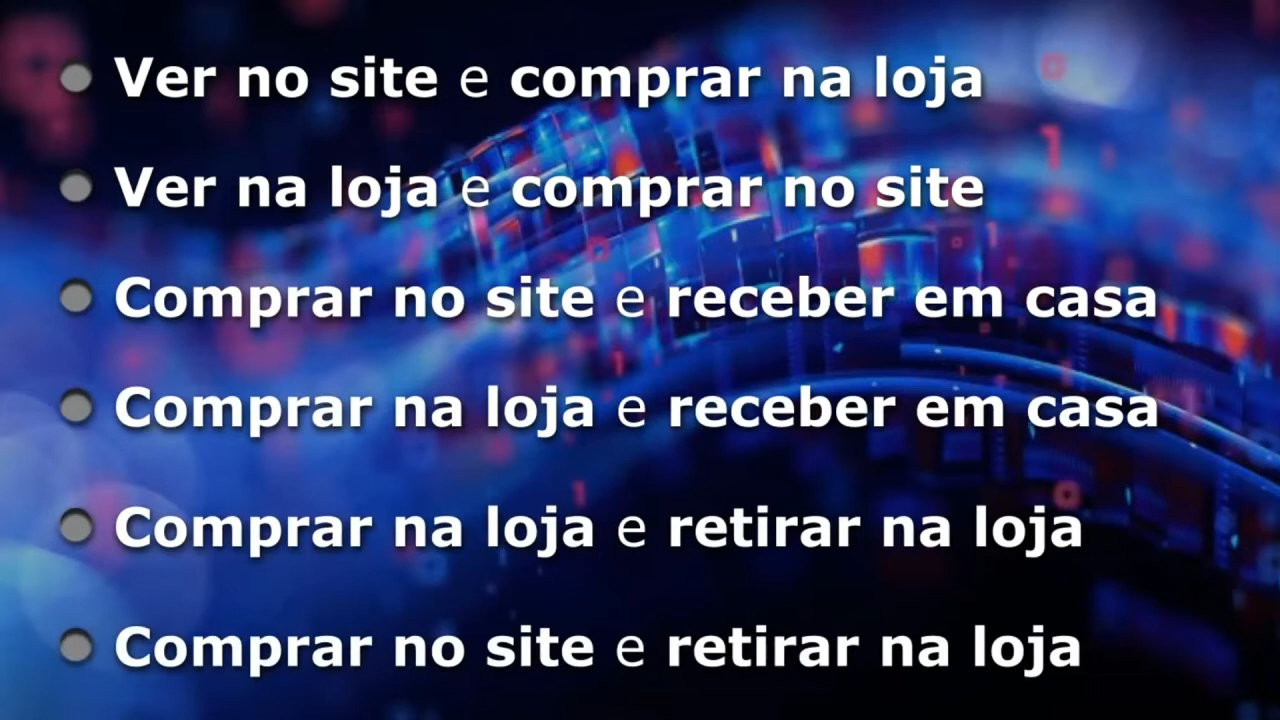 Ver no site e comprar na loja
Ver na loja e comprar no site
Comprar no site e receber em casa
Comprar na loja e receber em casa
Comprar na loja e retirar na loja
Comprar no site e retirar na loja